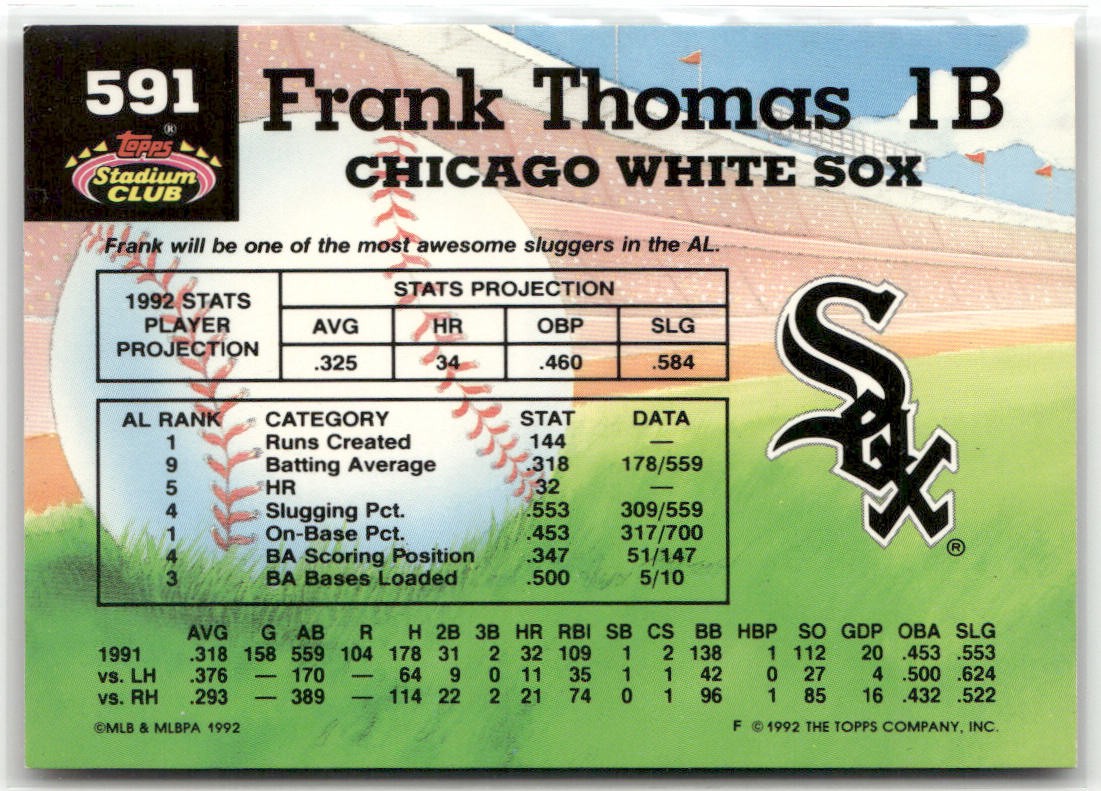 591
Topps ®
Stadium
CLUB
Frank Thomas 1B
CHICAGO WHITE SOX
Frank will be one of the most awesome sluggers in the AL.
1992 STATS
PLAYER
PROJECTION
STATS PROJECTION
AVG HR OBP SLG
.325 34 .460 .584
AL RANK CATEGORY STAT DATA
1 Runs Created 144 —
9 Batting Average .318 178/559
5 HR 32 —
4 Slugging Pct. .553 309/559
1 On-Base Pct. .453 317/700
4 BA Scoring Position .347 51/147
3 BA Bases Loaded .500 5/10
Sox
®
AVG G AB R H 2B 3B HR RBI SB CS BB HBP SO GDP OBA SLG
1991 .318 158 559 104 178 31 2 32 109 1 2 138 1 112 20 .453 .553
vs. LH .376 — 170 — 64 9 0 11 35 1 1 42 0 27 4 .500 .624
vs. RH .293 — 389 — 114 22 2 21 74 0 1 96 1 85 16 .432 .522
©MLB & MLBPA 1992
F © 1992 THE TOPPS COMPANY, INC.